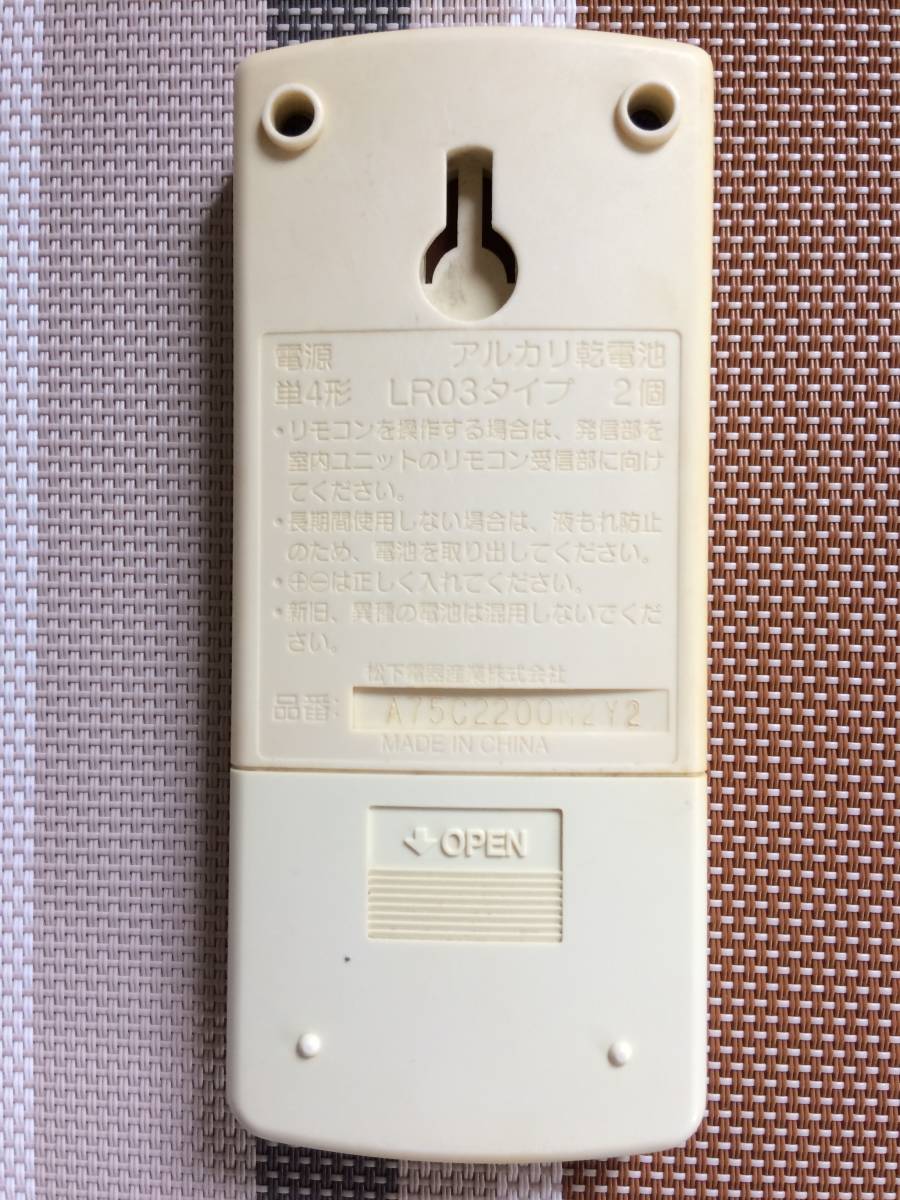 電源 アルカリ乾電池
単4形 LR03タイプ 2個
・リモコンを操作する場合は、発信部を
室内ユニットのリモコン受信部に向け
てください。
・長期間使用しない場合は、液もれ防止
のため、電池を取り出してください。
・⊕⊖は正しく入れてください。
・新旧、異種の電池は混用しないでくだ
さい。
松下電器産業株式会社
品番: A75C2200N2Y2
MADE IN CHINA
OPEN